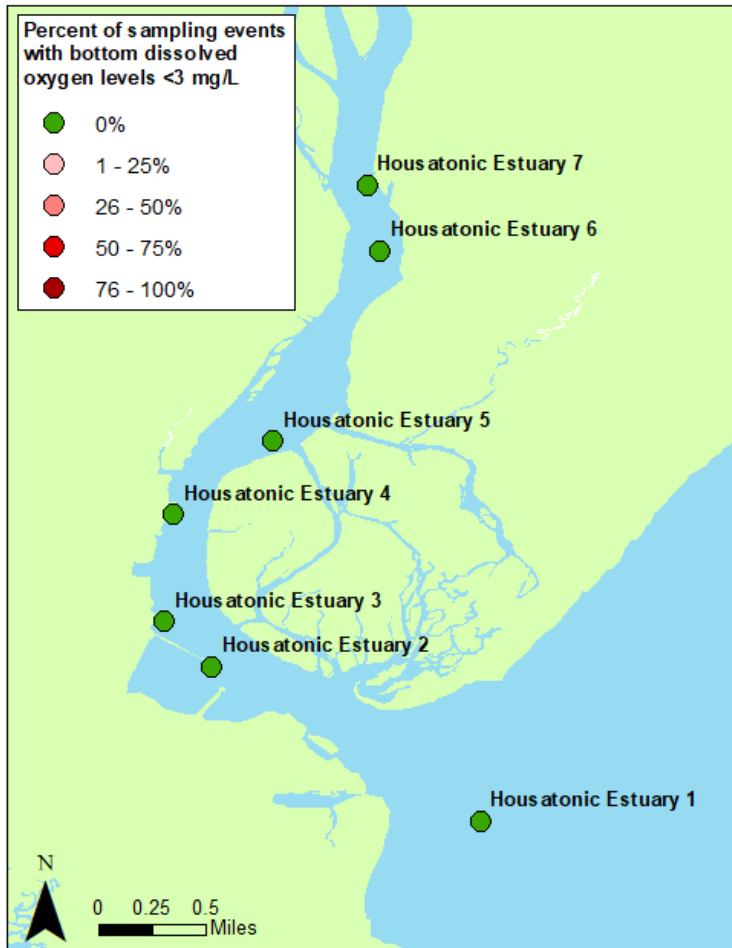 Percent of sampling events
with bottom dissolved
oxygen levels <3 mg/L
0%
1 - 25%
26 - 50%
50 - 75%
76 - 100%
Housatonic Estuary 7
Housatonic Estuary 6
Housatonic Estuary 5
Housatonic Estuary 4
Housatonic Estuary 3
Housatonic Estuary 2
Housatonic Estuary 1
N
0 0.25 0.5
Miles